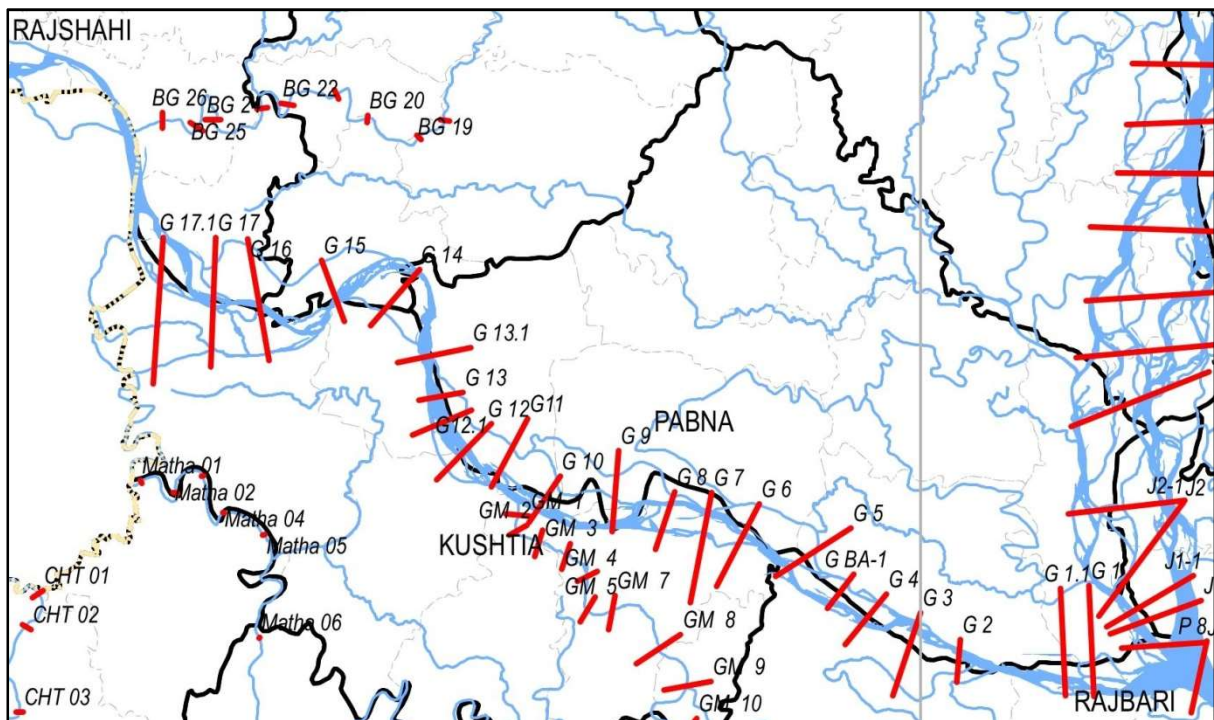 RAJSHAHI
BG 26
BG 2
BG 22
BG 20
BG 25
BG 19
G 17.1
G 17
G 16
G 15
G 14
G 13.1
G 13
G12.1
G 12
G11
PABNA
G 9
G 10
G 8
G 7
G 6
G 5
Matha 01
Matha 02
Matha 04
Matha 05
GM 2
GM 1
GM 3
KUSHTIA
GM 4
GM 5
GM 7
G BA-1
G 4
G 3
G 2
G 1.1
G 1
J2-1
J2
J1-1
J
P 8J
CHT 01
CHT 02
Matha 06
GM 8
GM 9
GM 10
CHT 03
RAJBARI